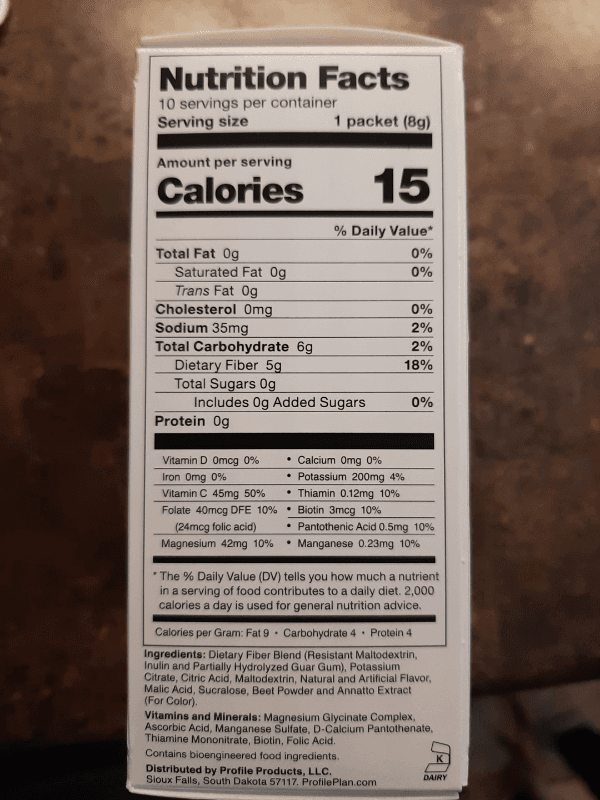 Nutrition Facts
10 servings per container
Serving size 1 packet (8g)
Amount per serving
Calories 15
% Daily Value*
Total Fat 0g 0%
Saturated Fat 0g 0%
Trans Fat 0g
Cholesterol 0mg 0%
Sodium 35mg 2%
Total Carbohydrate 6g 2%
Dietary Fiber 5g 18%
Total Sugars 0g
Includes 0g Added Sugars 0%
Protein 0g
Vitamin D 0mcg 0% • Calcium 0mg 0%
Iron 0mg 0% • Potassium 200mg 4%
Vitamin C 45mg 50% • Thiamin 0.12mg 10%
Folate 40mcg DFE 10% • Biotin 3mcg 10%
(24mcg folic acid) • Pantothenic Acid 0.5mg 10%
Magnesium 42mg 10% • Manganese 0.23mg 10%
* The % Daily Value (DV) tells you how much a nutrient
in a serving of food contributes to a daily diet. 2,000
calories a day is used for general nutrition advice.
Calories per Gram: Fat 9 • Carbohydrate 4 • Protein 4
Ingredients: Dietary Fiber Blend (Resistant Maltodextrin,
Inulin and Partially Hydrolyzed Guar Gum), Potassium
Citrate, Citric Acid, Maltodextrin, Natural and Artificial Flavor,
Malic Acid, Sucralose, Beet Powder and Annatto Extract
(For Color).
Vitamins and Minerals: Magnesium Glycinate Complex,
Ascorbic Acid, Manganese Sulfate, D-Calcium Pantothenate,
Thiamine Mononitrate, Biotin, Folic Acid.
Contains bioengineered food ingredients.
Distributed by Profile Products, LLC.
Sioux Falls, South Dakota 57117. ProfilePlan.com
K
DAIRY